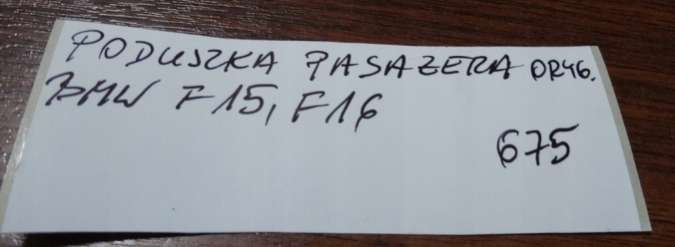 PODUSZKA PASAŻERA ORYG.
BMW F15, F16
675